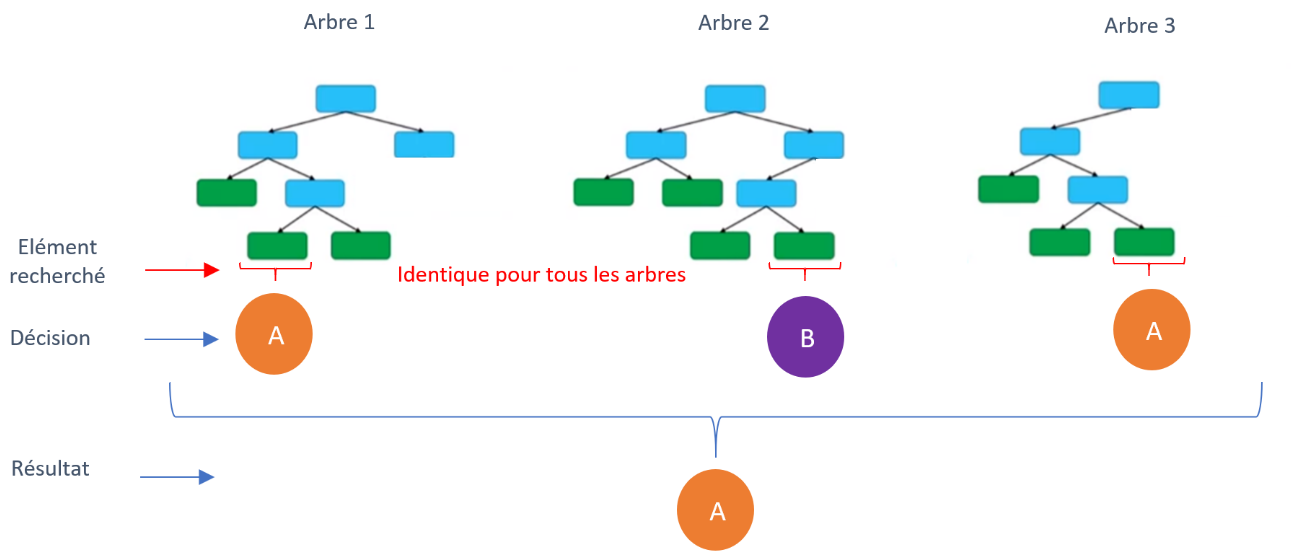 Arbre 1
Arbre 2
Arbre 3
Elément
recherché
Identique pour tous les arbres
Décision
A
B
A
Résultat
A